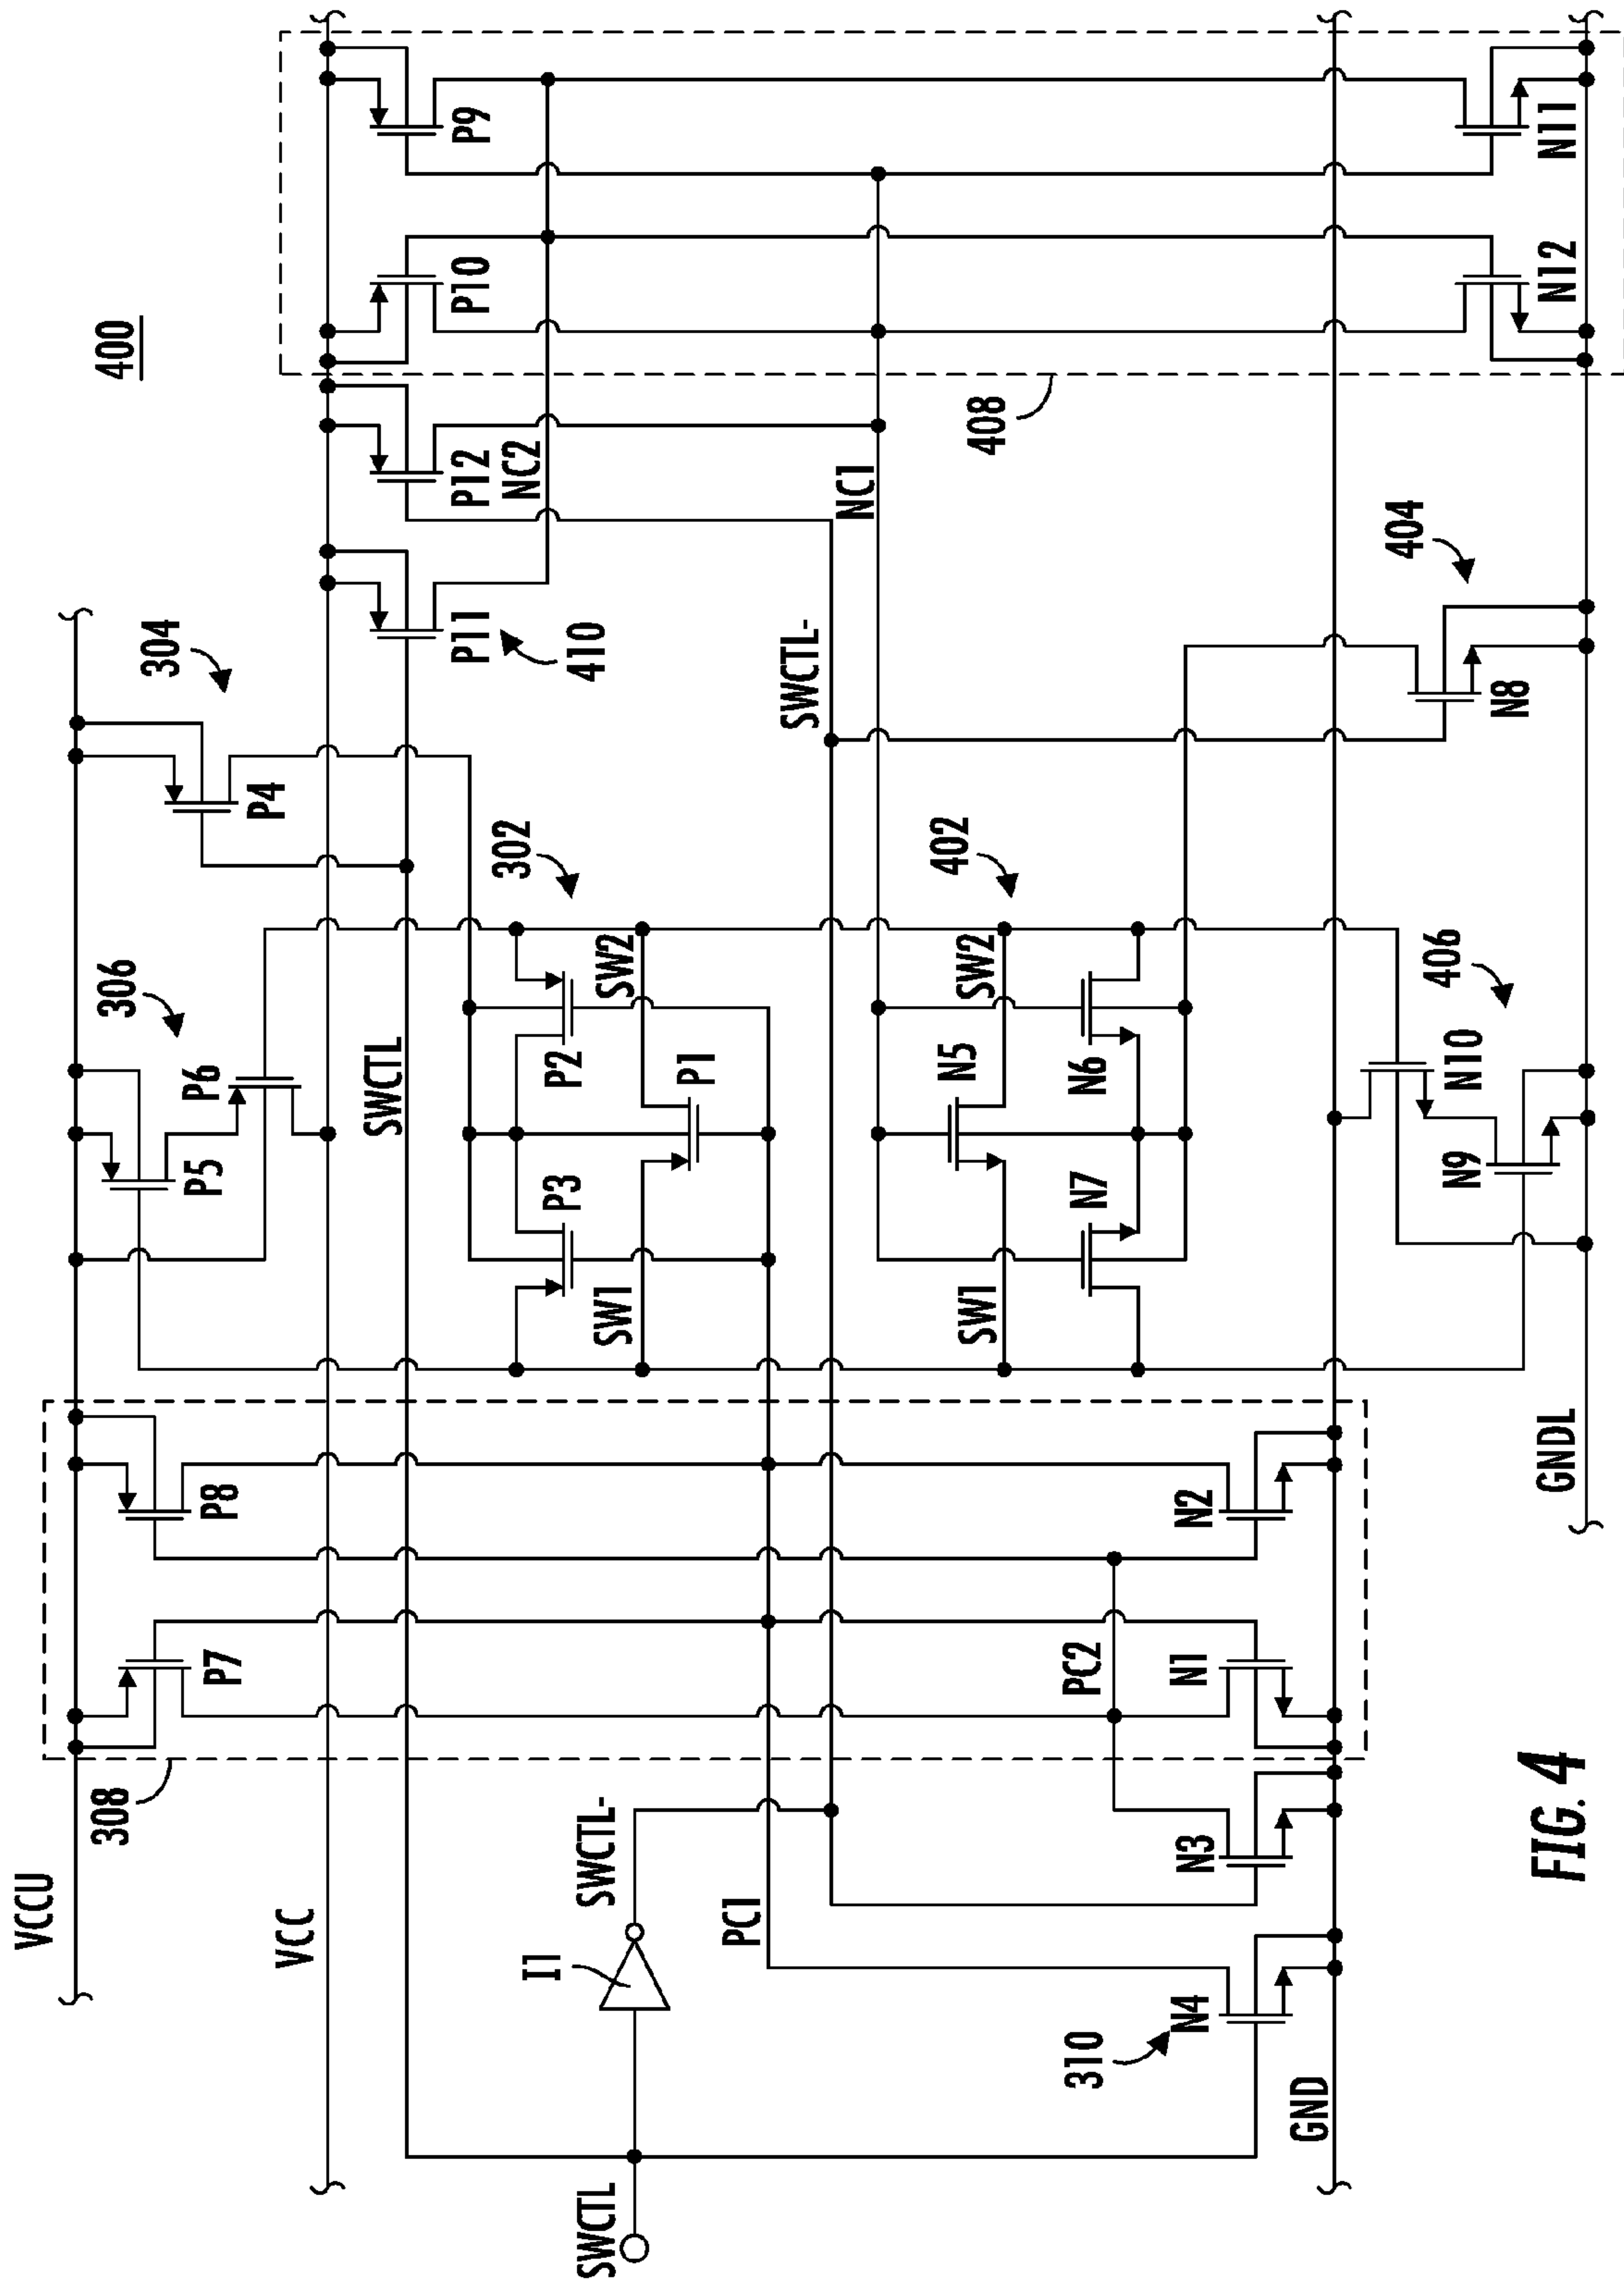 400
VCCU
308
P7
P8
P5
306
P6
304
P4
VCC
SWCTL
P11
410
P12
NC2
P10
P9
302
P3
P2
SW1
SW2
P1
SWCTL
I1
SWCTL-
PC1
SWCTL-
NC1
408
402
N5
SW1
SW2
N7
N6
PC2
310
N4
N3
N1
N2
404
406
N10
N9
N8
N12
N11
GND
GNDL
FIG. 4